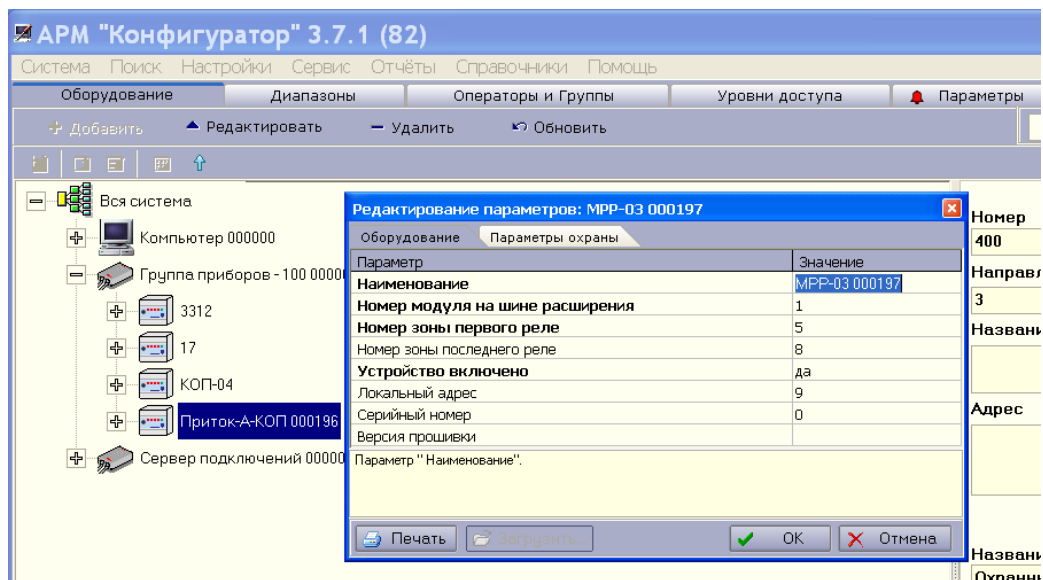 АРМ "Конфигуратор" 3.7.1 (82)
Система Поиск Настройки Сервис Отчёты Справочники Помощь
Оборудование Диапазоны Операторы и Группы Уровни доступа Параметры
Добавить Редактировать Удалить Обновить
Вся система
Компьютер 000000
Группа приборов - 100 0000
3312
17
КОП-04
Приток-А-КОП 000196
Сервер подключений 00000
Редактирование параметров: МРР-03 000197
Оборудование Параметры охраны
Параметр Значение
Наименование МРР-03 000197
Номер модуля на шине расширения 1
Номер зоны первого реле 5
Номер зоны последнего реле 8
Устройство включено да
Локальный адрес 9
Серийный номер 0
Версия прошивки
Параметр "Наименование".
Печать Загрузить... ОК Отмена
Номер
400
Направл
3
Названи
Адрес
Названи
Охранни